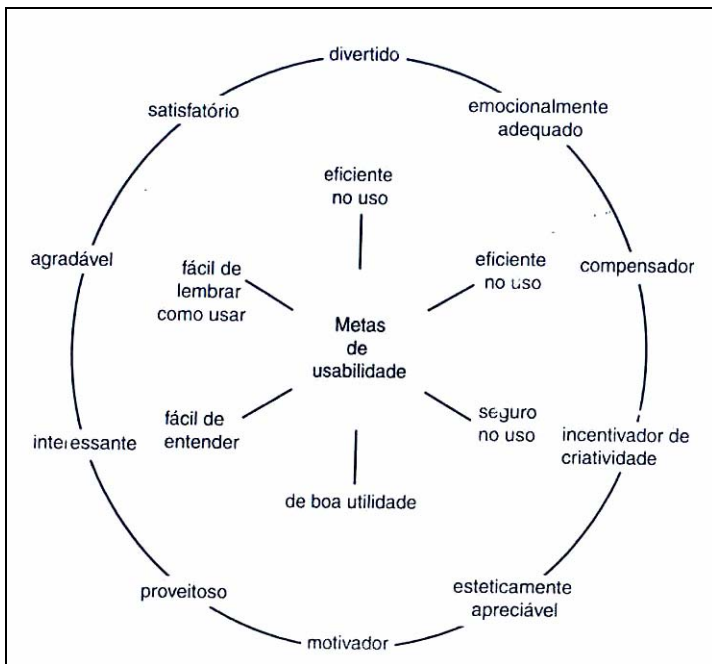 divertido
satisfatório
emocionalmente
adequado
eficiente
no uso
agradável
fácil de
lembrar
como usar
eficiente
no uso
compensador
Metas
de
usabilidade
interessante
fácil de
entender
seguro
no uso
incentivador de
criatividade
de boa utilidade
proveitoso
esteticamente
apreciável
motivador